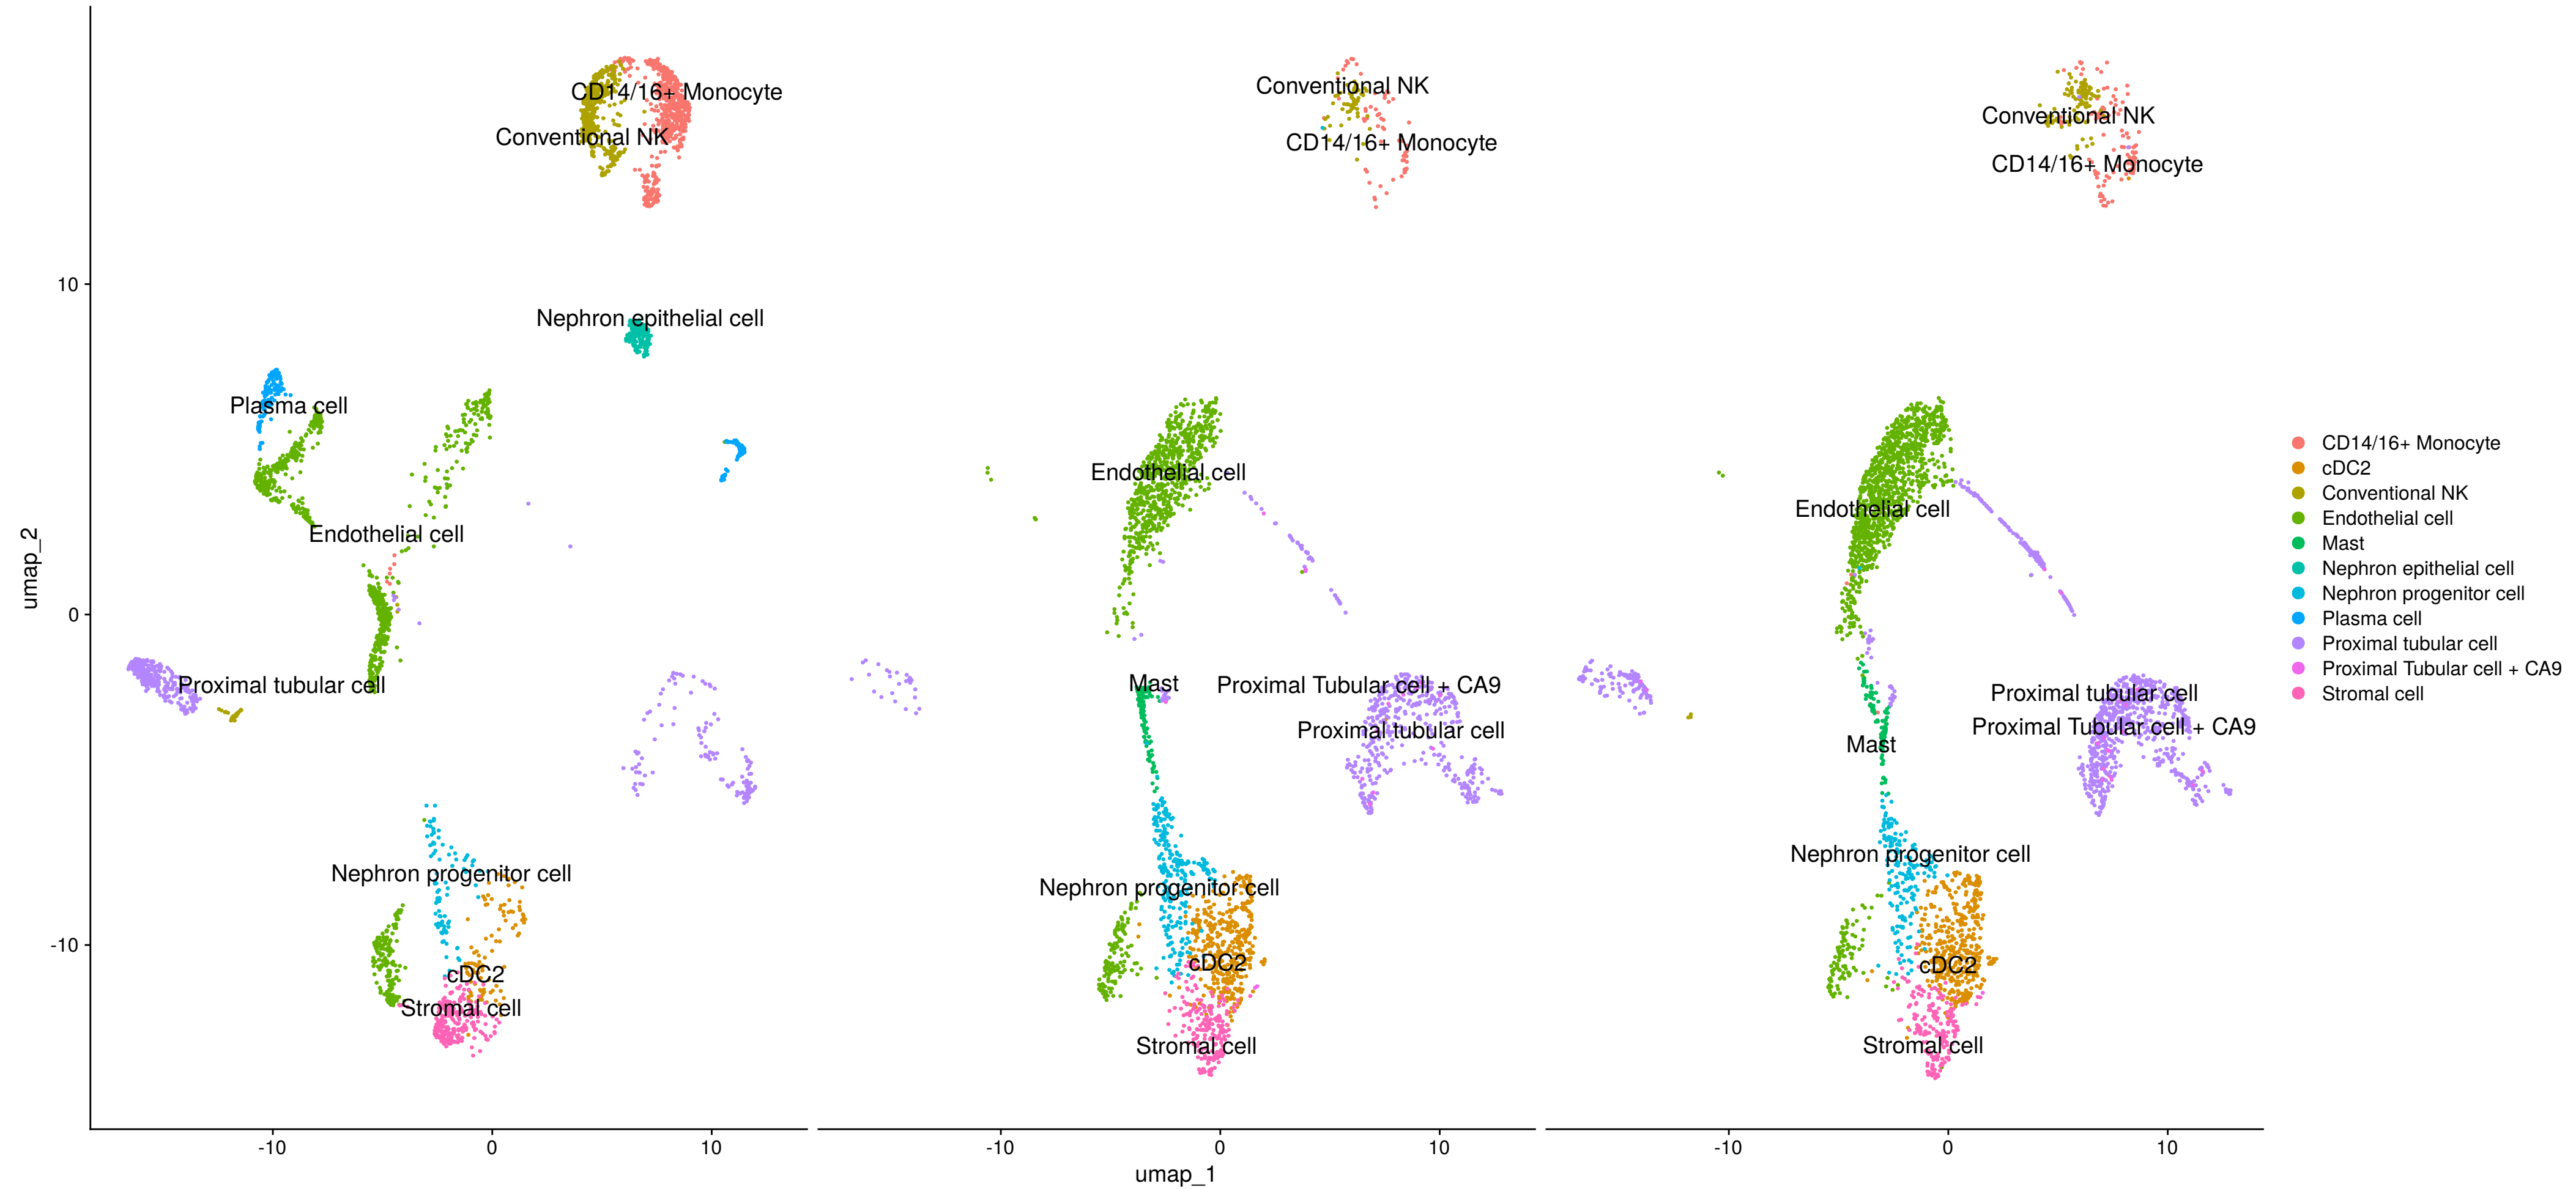 CD14/16+ Monocyte
Conventional NK
Nephron epithelial cell
Plasma cell
Endothelial cell
Proximal tubular cell
Nephron progenitor cell
cDC2
Stromal cell
Conventional NK
CD14/16+ Monocyte
Endothelial cell
Mast
Proximal Tubular cell + CA9
Proximal tubular cell
Nephron progenitor cell
cDC2
Stromal cell
Conventional NK
CD14/16+ Monocyte
Endothelial cell
Proximal tubular cell
Proximal Tubular cell + CA9
Mast
Nephron progenitor cell
cDC2
Stromal cell
10
0
-10
umap_2
-10
0
10
-10
0
10
-10
0
10
umap_1
CD14/16+ Monocyte
cDC2
Conventional NK
Endothelial cell
Mast
Nephron epithelial cell
Nephron progenitor cell
Plasma cell
Proximal tubular cell
Proximal Tubular cell + CA9
Stromal cell